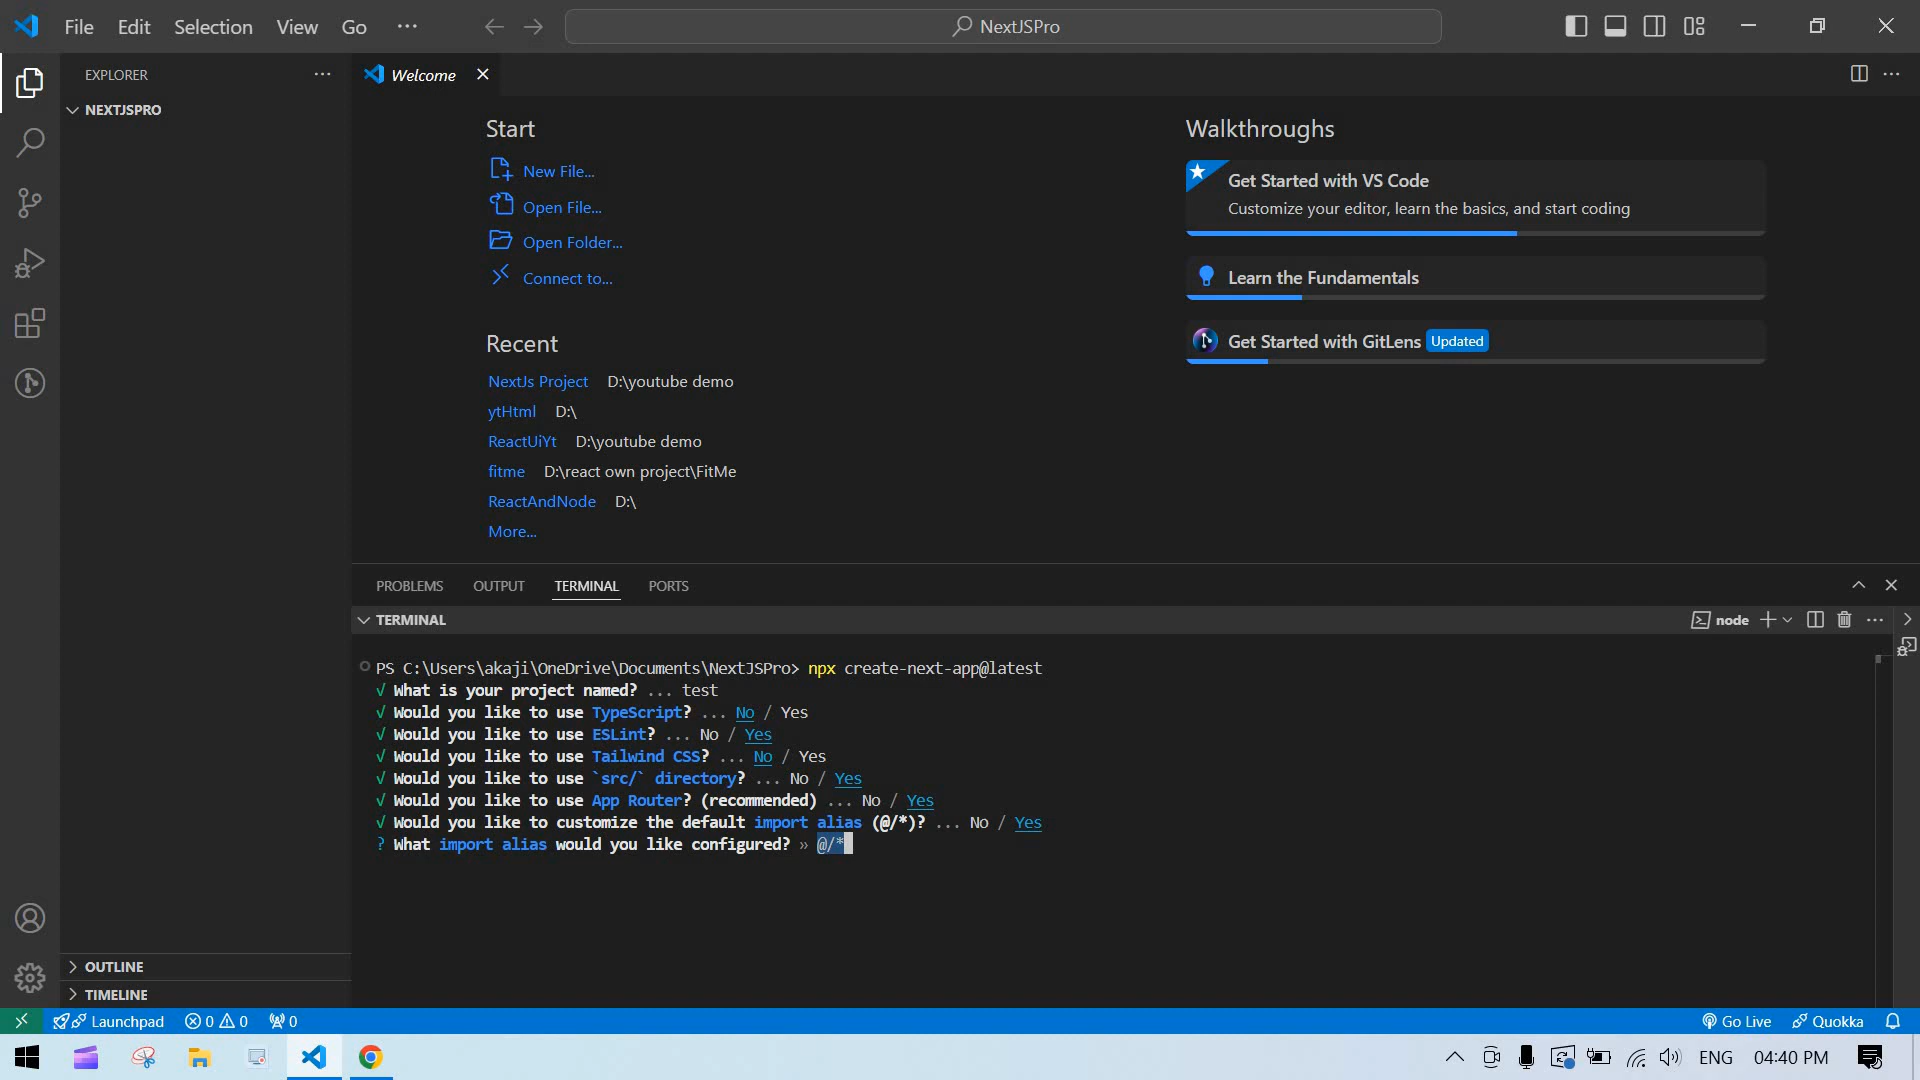 File Edit Selection View Go ··· NextJSPro
EXPLORER ···
NEXTJSPRO
Welcome
Start
New File...
Open File...
Open Folder...
Connect to...
Recent
NextJs Project D:\youtube demo
ytHtml D:\
ReactUiYt D:\youtube demo
fitme D:\react own project\FitMe
ReactAndNode D:\
More...
Walkthroughs
Get Started with VS Code
Customize your editor, learn the basics, and start coding
Learn the Fundamentals
Get Started with GitLens Updated
PROBLEMS OUTPUT TERMINAL PORTS
TERMINAL node
PS C:\Users\akaji\OneDrive\Documents\NextJSPro> npx create-next-app@latest
√ What is your project named? ... test
√ Would you like to use TypeScript? ... No / Yes
√ Would you like to use ESLint? ... No / Yes
√ Would you like to use Tailwind CSS? ... No / Yes
√ Would you like to use `src/` directory? ... No / Yes
√ Would you like to use App Router? (recommended) ... No / Yes
√ Would you like to customize the default import alias (@/*)? ... No / Yes
? What import alias would you like configured? » @/*
OUTLINE
TIMELINE
Launchpad 0 0 0 Go Live Quokka
ENG 04:40 PM